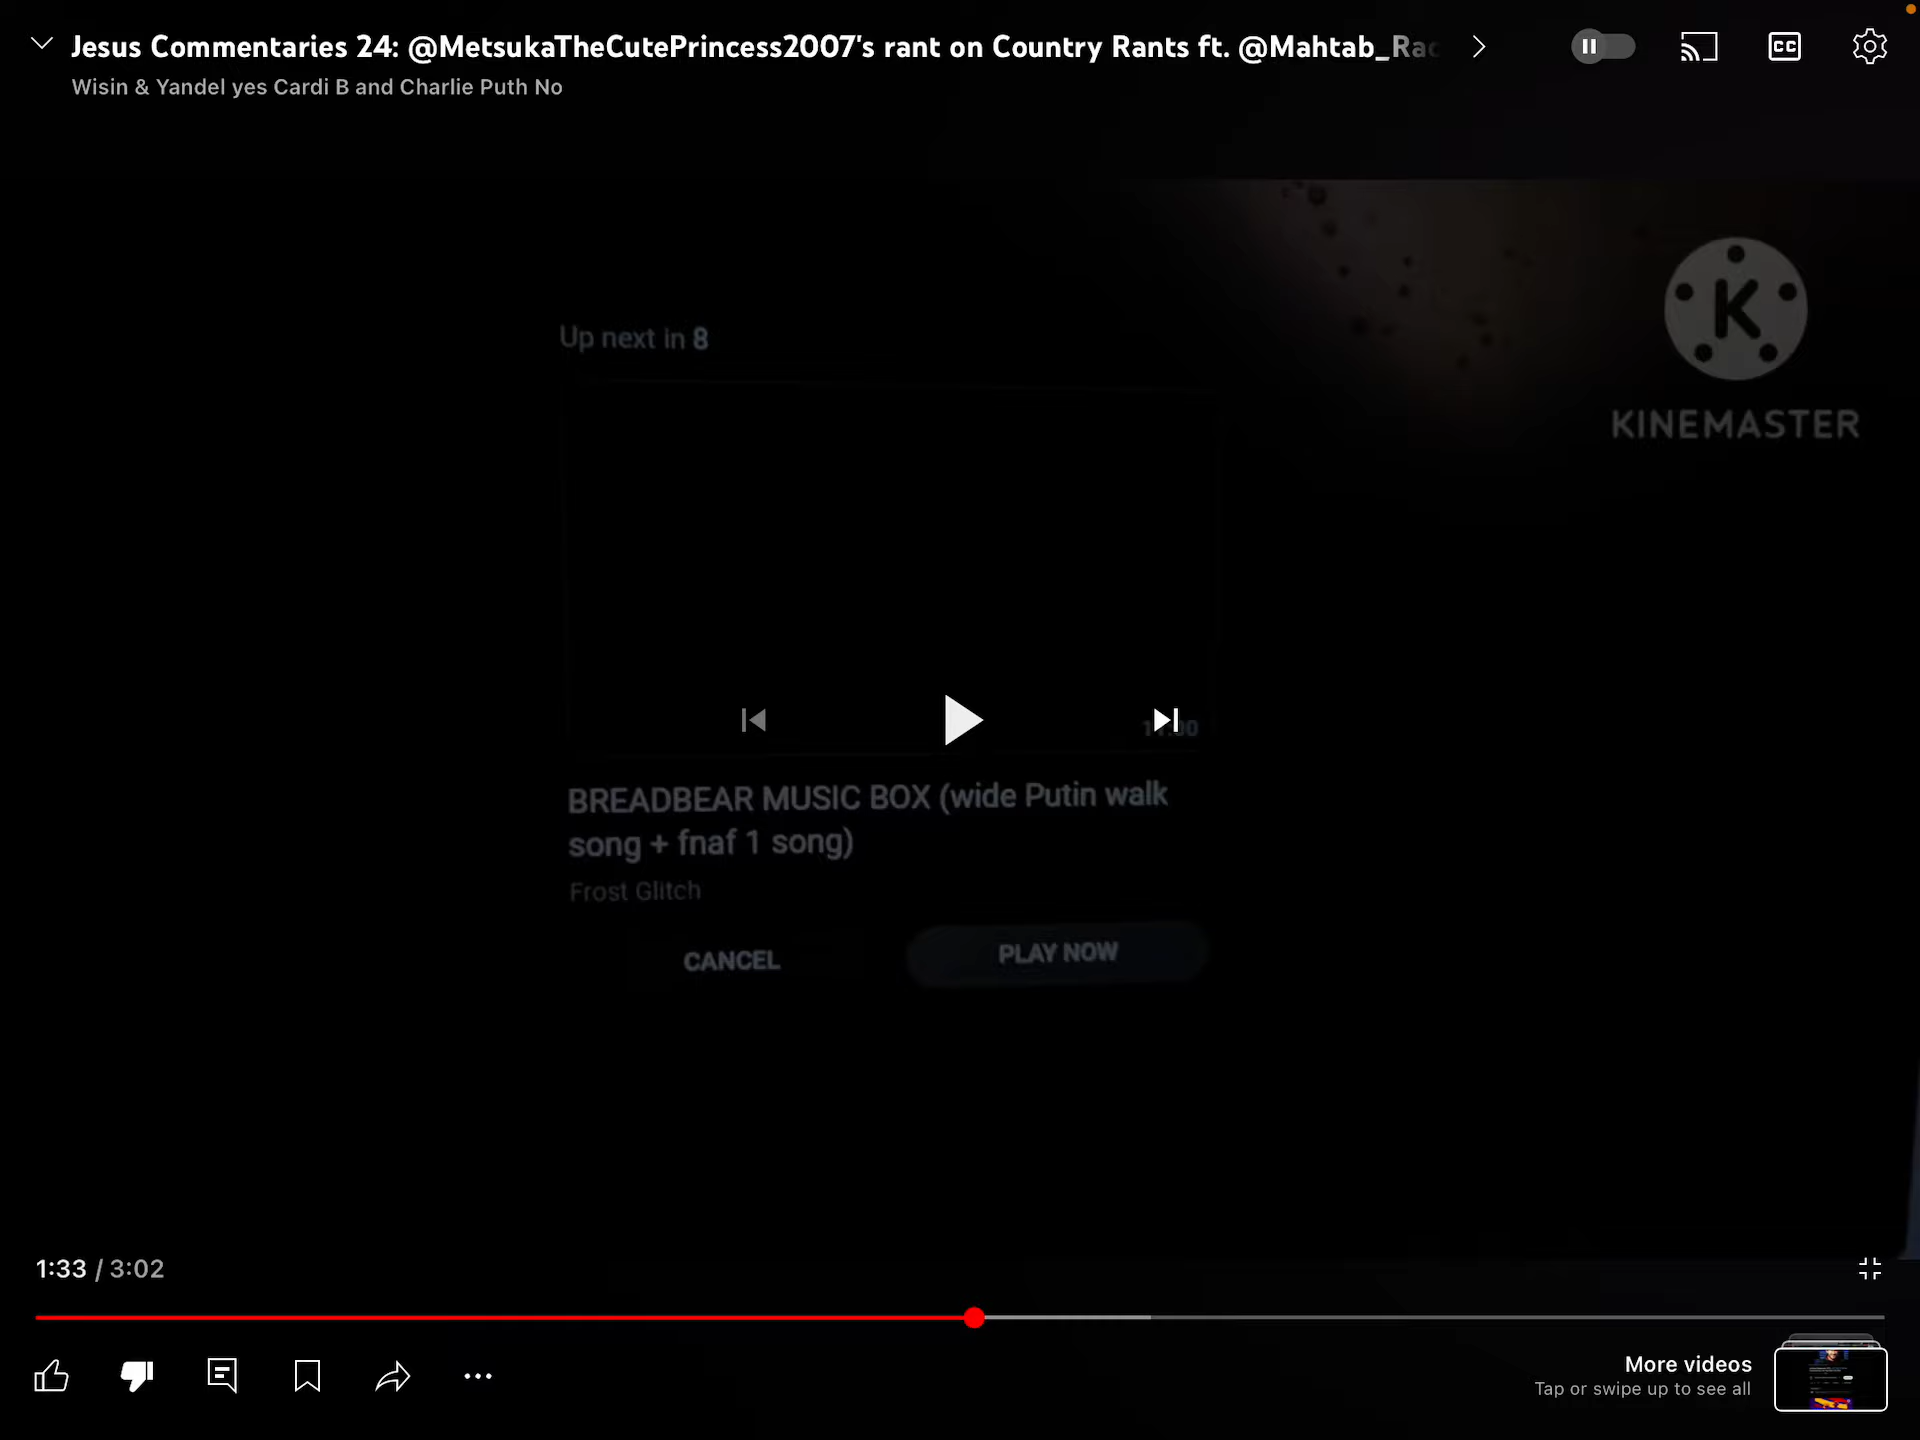 Jesus Commentaries 24: @MetsukaTheCutePrincess2007's rant on Country Rants ft. @Mahtab_Rac
Wisin & Yandel yes Cardi B and Charlie Puth No
CC
K
KINEMASTER
Up next in 8
BREADBEAR MUSIC BOX (wide Putin walk
song + fnaf 1 song)
Frost Glitch
CANCEL
PLAY NOW
1:33 / 3:02
More videos
Tap or swipe up to see all